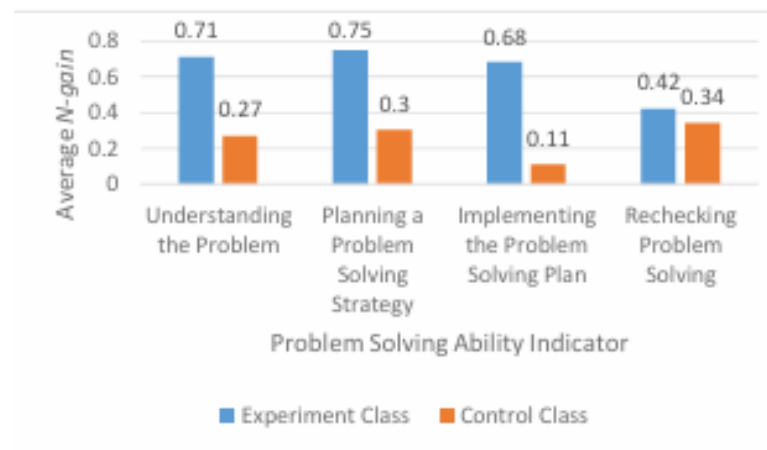 0.71
0.75
0.68
0.8
0.6
0.42
0.4
0.27
0.3
0.34
0.2
0.11
0
Average N-gain
Understanding
the Problem
Planning a
Problem
Solving
Strategy
Implementing
the Problem
Solving Plan
Rechecking
Problem
Solving
Problem Solving Ability Indicator
Experiment Class
Control Class